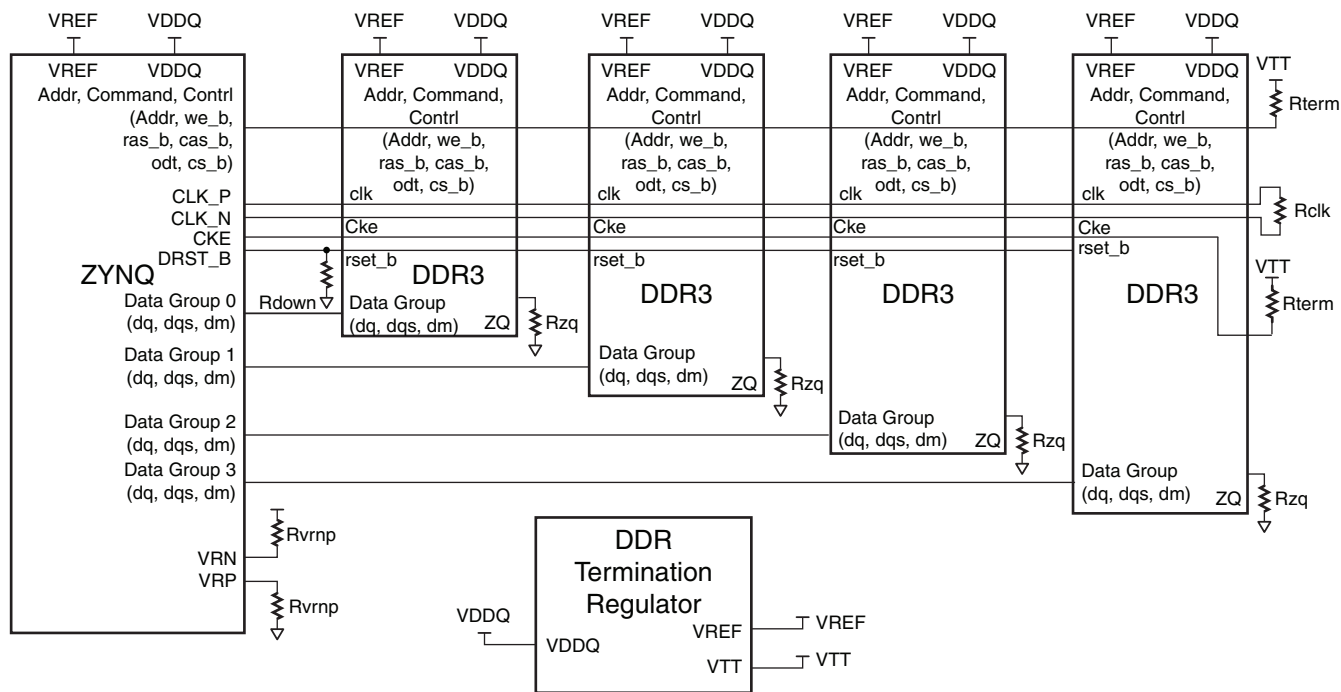 VREF VDDQ VREF VDDQ VREF VDDQ VREF VDDQ VREF VDDQ
VREF VDDQ
Addr, Command, Contrl
(Addr, we_b,
ras_b, cas_b,
odt, cs_b)
CLK_P
CLK_N
CKE
DRST_B
ZYNQ
Data Group 0
(dq, dqs, dm)
Data Group 1
(dq, dqs, dm)
Data Group 2
(dq, dqs, dm)
Data Group 3
(dq, dqs, dm)
VRN
VRP
Rvrnp
Rvrnp
Rdown
VREF VDDQ
Addr, Command,
Contrl
(Addr, we_b,
ras_b, cas_b,
odt, cs_b)
clk
Cke
rset_b
DDR3
Data Group
(dq, dqs, dm)
ZQ
Rzq
VREF VDDQ
Addr, Command,
Contrl
(Addr, we_b,
ras_b, cas_b,
odt, cs_b)
clk
Cke
rset_b
DDR3
Data Group
(dq, dqs, dm)
ZQ
Rzq
VREF VDDQ
Addr, Command,
Contrl
(Addr, we_b,
ras_b, cas_b,
odt, cs_b)
clk
Cke
rset_b
DDR3
Data Group
(dq, dqs, dm)
ZQ
Rzq
VREF VDDQ
Addr, Command,
Contrl
(Addr, we_b,
ras_b, cas_b,
odt, cs_b)
clk
Cke
rset_b
DDR3
Data Group
(dq, dqs, dm)
ZQ
Rzq
VTT
Rterm
Rclk
VTT
Rterm
DDR
Termination
Regulator
VDDQ
VDDQ
VREF
VREF
VTT
VTT